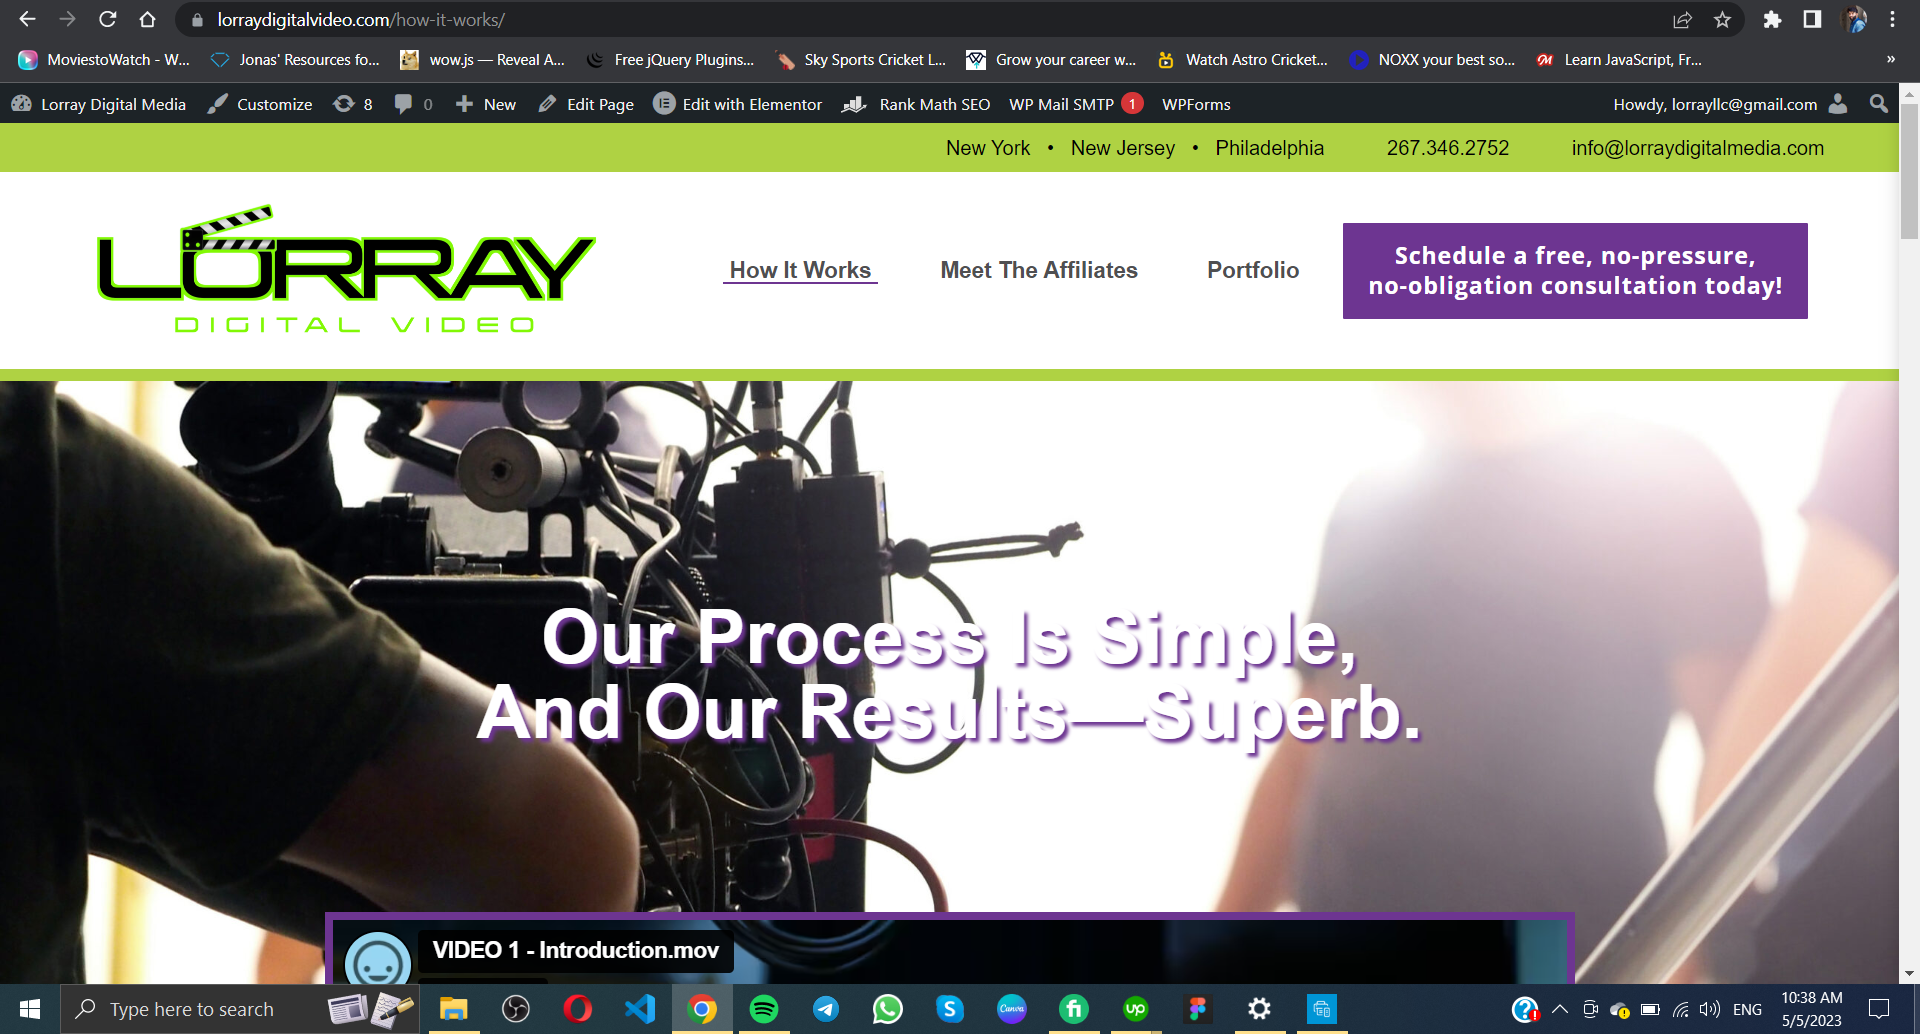 lorraydigitalvideo.com/how-it-works/
MoviestoWatch - W... Jonas' Resources fo... wow.js — Reveal A... Free jQuery Plugins... Sky Sports Cricket L... Grow your career w... Watch Astro Cricket... NOXX your best so... Learn JavaScript, Fr... »
Lorray Digital Media Customize 8 0 New Edit Page Edit with Elementor Rank Math SEO WP Mail SMTP 1 WPForms Howdy, lorrayllc@gmail.com
New York • New Jersey • Philadelphia 267.346.2752 info@lorraydigitalmedia.com
LORRAY
DIGITAL VIDEO
How It Works Meet The Affiliates Portfolio
Schedule a free, no-pressure,
no-obligation consultation today!
Our Process Is Simple,
And Our Results—Superb.
VIDEO 1 - Introduction.mov
Type here to search
Canva
fi
up
ENG
10:38 AM
5/5/2023